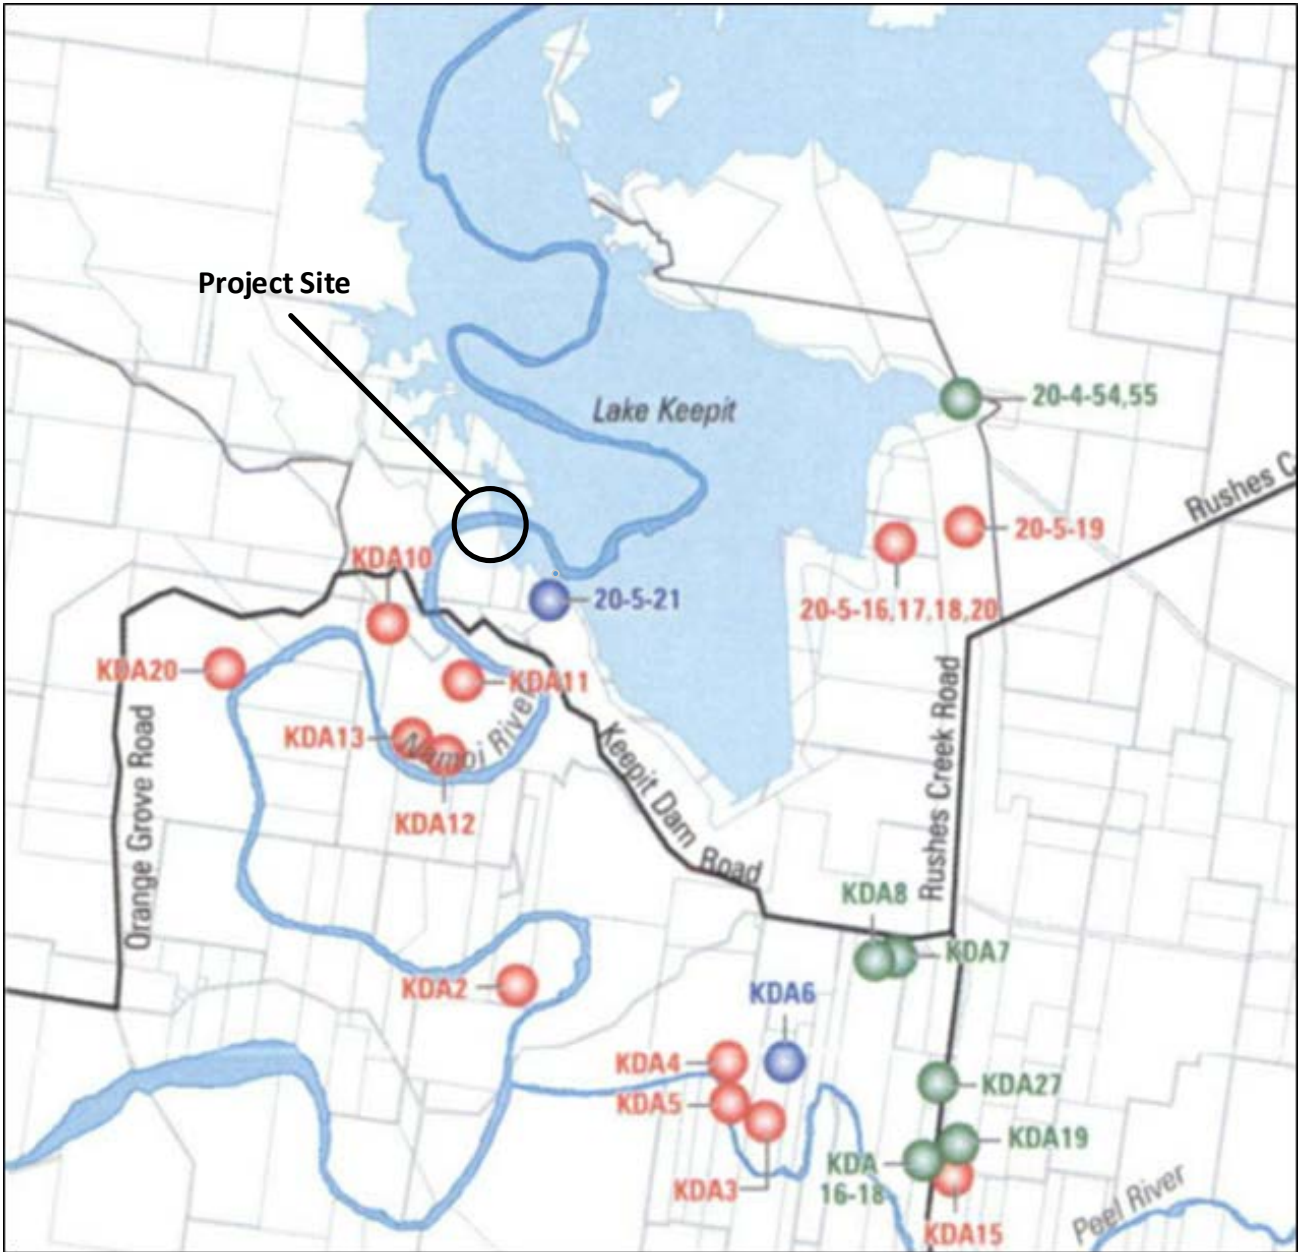 Project Site
Lake Keepit
20-4-54,55
Rushes C
20-5-19
KDA10
20-5-21
20-5-16,17,18,20
KDA20
KDA11
Rushes Creek Road
Orange Grove Road
KDA13
Namoi River
Keepit Dam Road
KDA12
KDA8
KDA7
KDA2
KDA6
KDA4
KDA27
KDA5
KDA19
KDA
16-18
KDA3
Peel River
KDA15